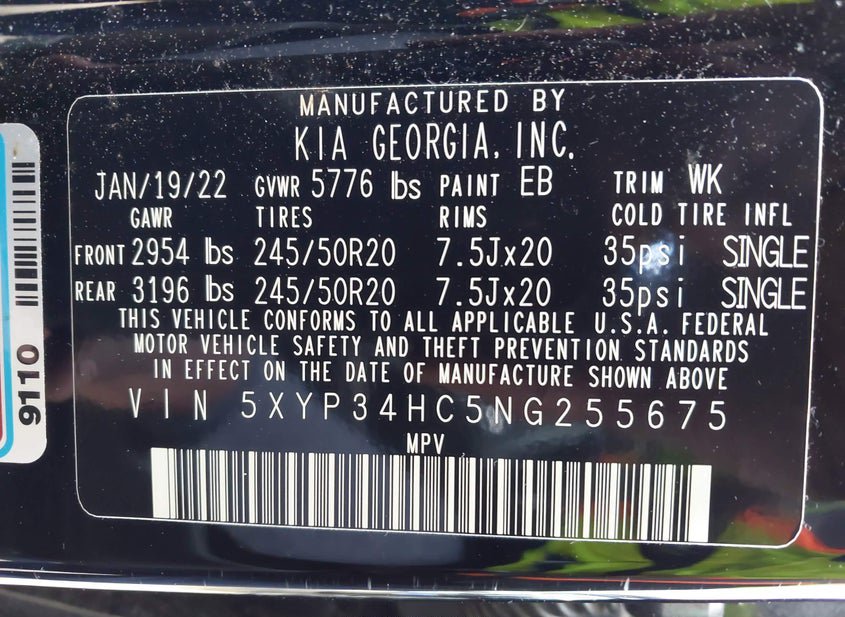 MANUFACTURED BY
KIA GEORGIA, INC.
JAN/19/22 GVWR 5776 lbs PAINT EB TRIM WK
GAWR TIRES RIMS COLD TIRE INFL
FRONT 2954 lbs 245/50R20 7.5Jx20 35psi SINGLE
REAR 3196 lbs 245/50R20 7.5Jx20 35psi SINGLE
THIS VEHICLE CONFORMS TO ALL APPLICABLE U.S.A. FEDERAL
MOTOR VEHICLE SAFETY AND THEFT PREVENTION STANDARDS
IN EFFECT ON THE DATE OF MANUFACTURE SHOWN ABOVE
VIN 5XYP34HC5NG255675
MPV
9110